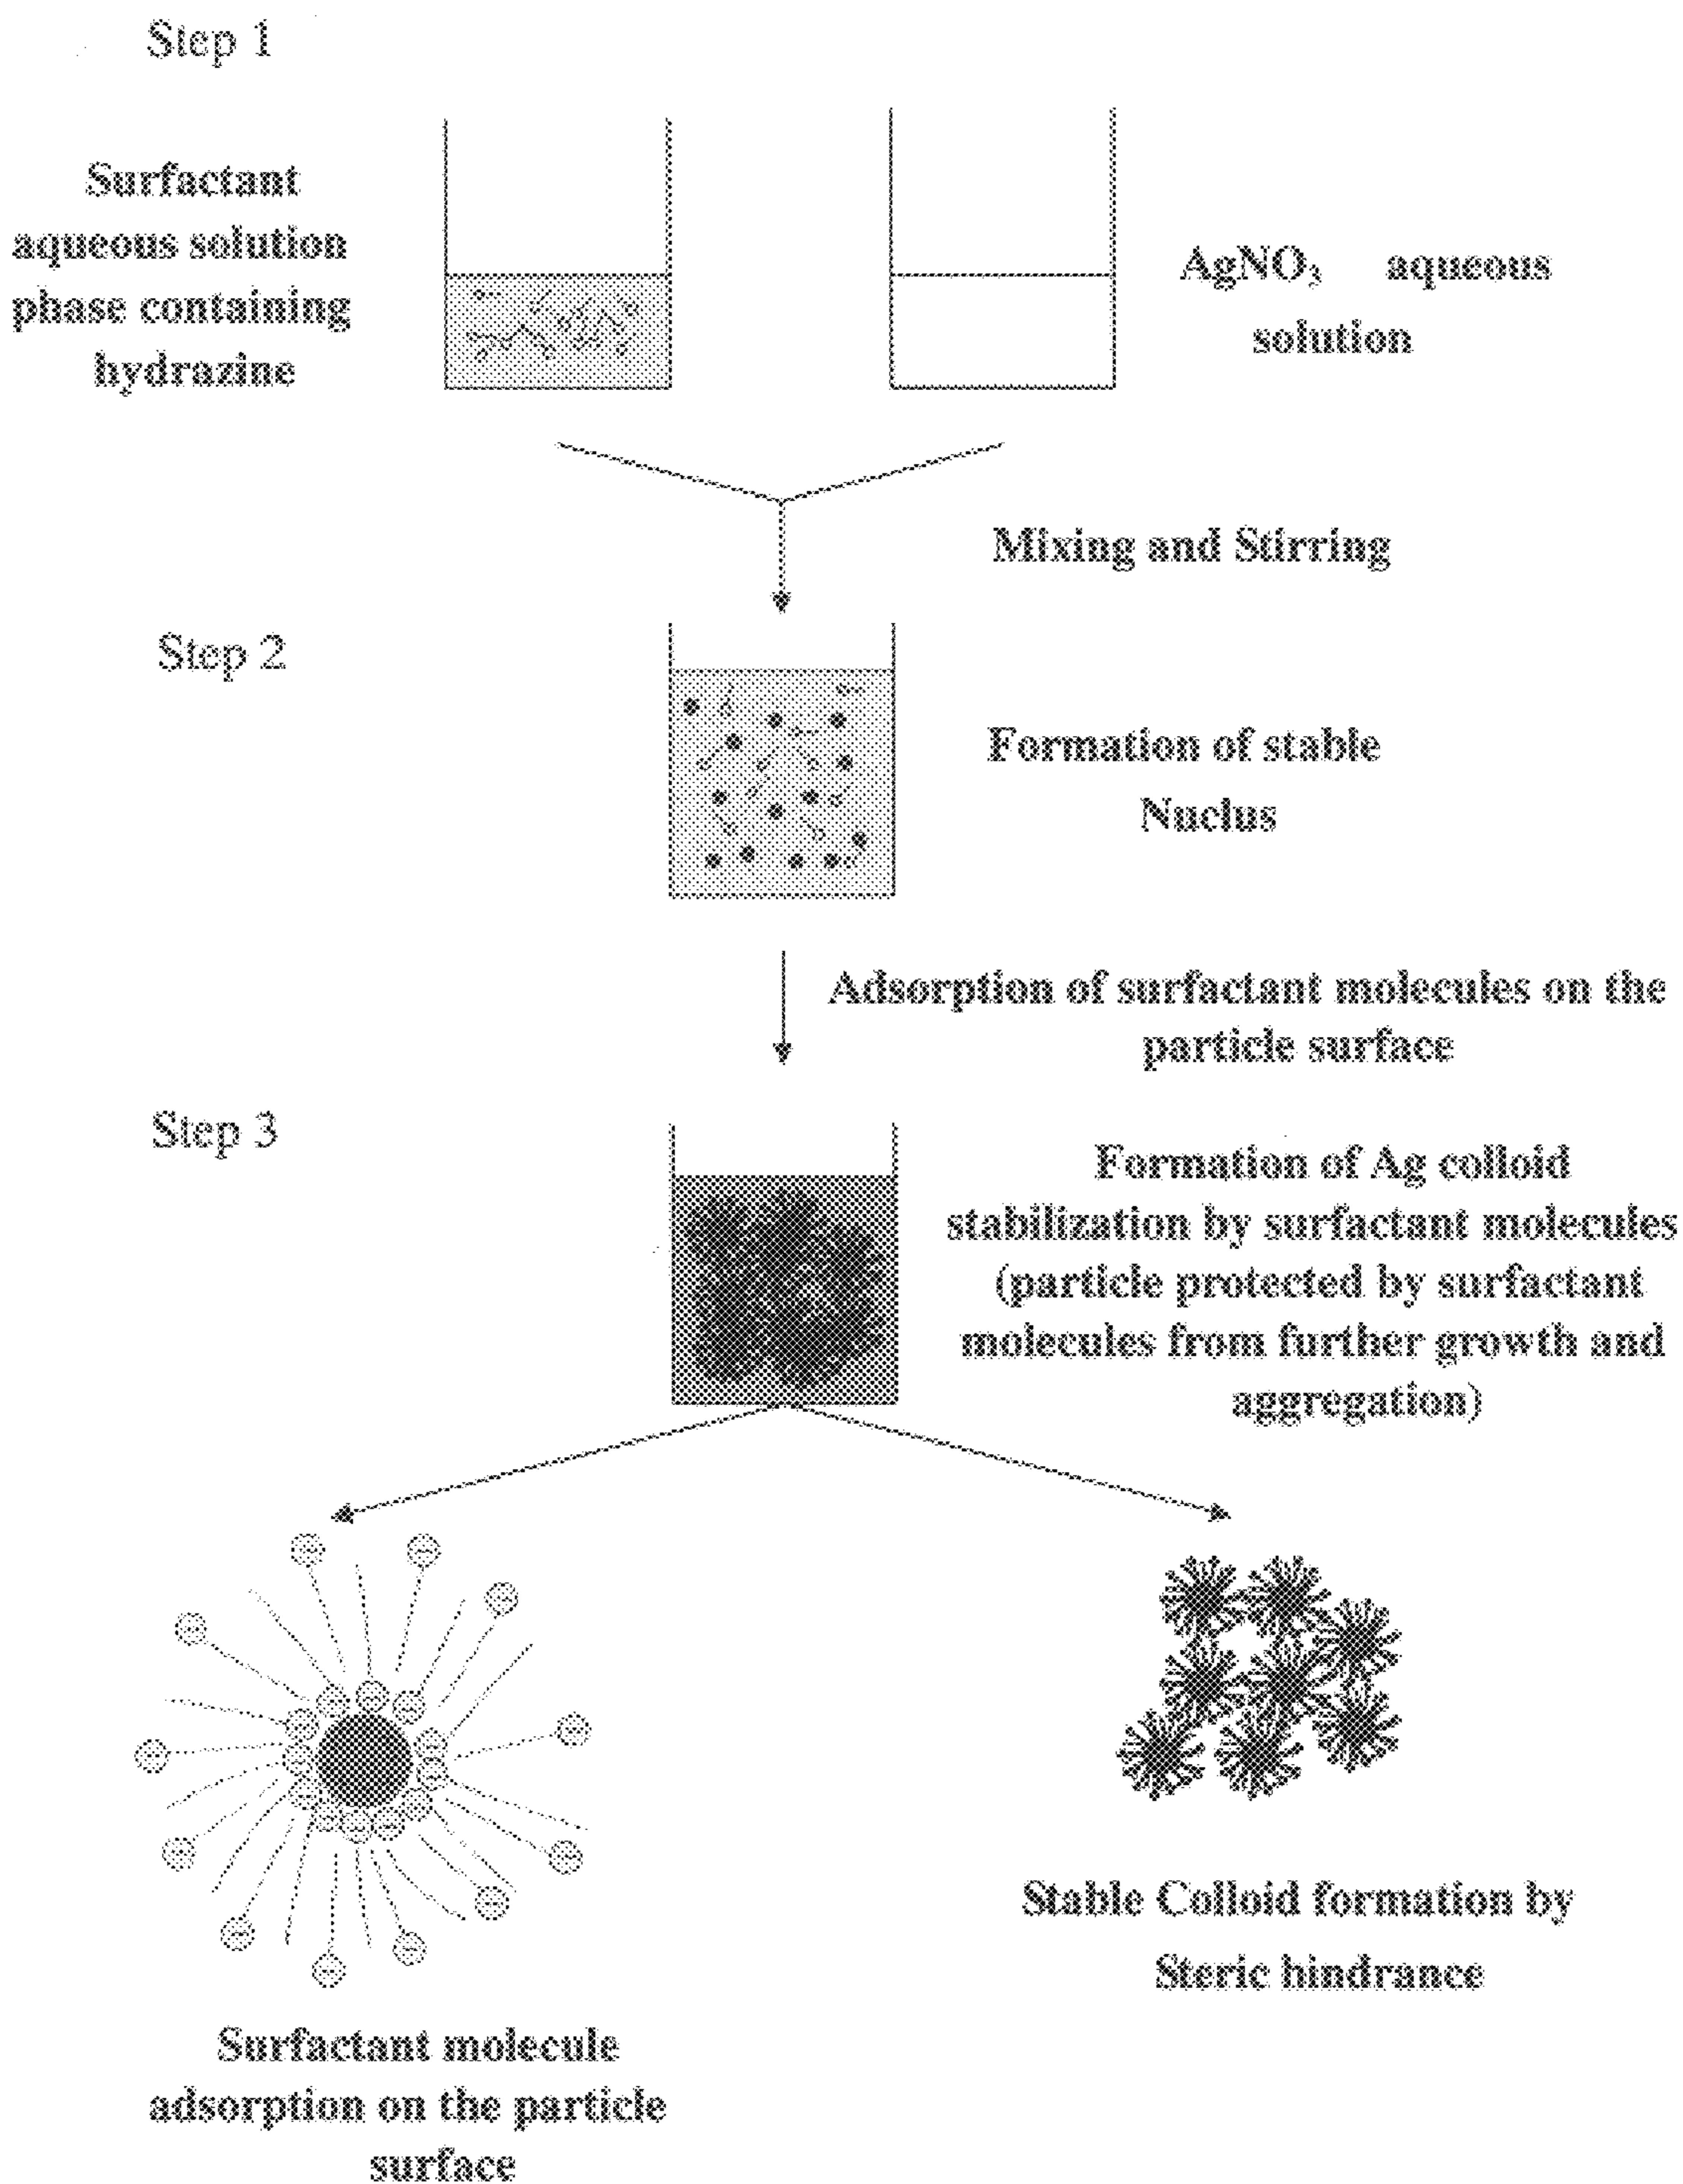 Step 1
Surfactant
aqueous solution
phase containing
hydrazine
AgNO₃ aqueous
solution
Mixing and Stirring
Step 2
Formation of stable
Nuclus
Adsorption of surfactant molecules on the
particle surface
Step 3
Formation of Ag colloid
stabilization by surfactant molecules
(particle protected by surfactant
molecules from further growth and
aggregation)
Stable Colloid formation by
Steric hindrance
Surfactant molecule
adsorption on the particle
surface